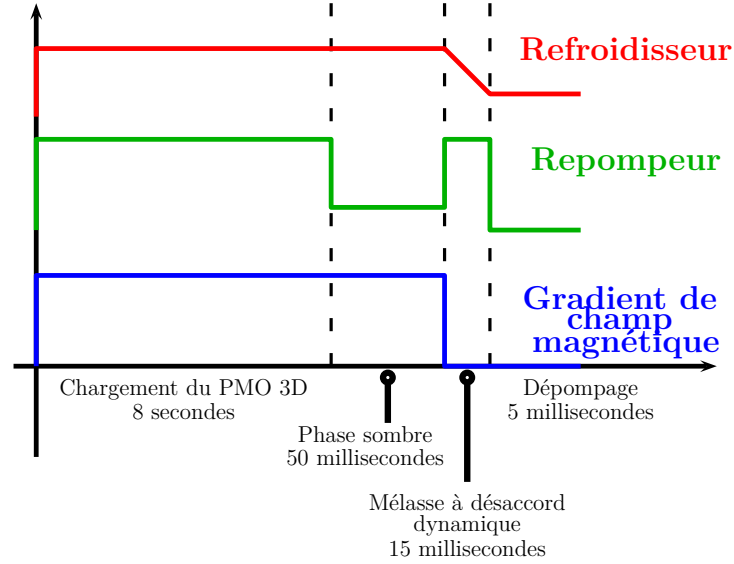 Refroidisseur
Repompeur
Gradient de
champ
magnétique
Chargement du PMO 3D
8 secondes
Dépompage
5 millisecondes
Phase sombre
50 millisecondes
Mélasse à désaccord
dynamique
15 millisecondes